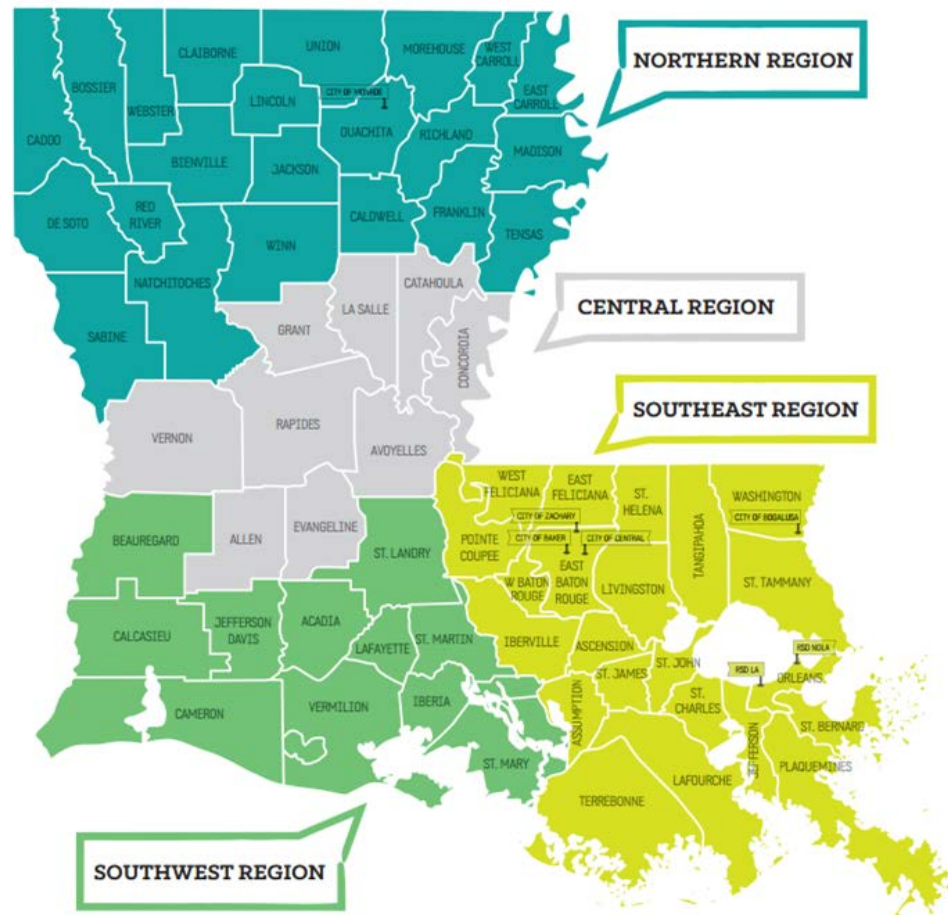 UNION
MOREHOUSE
WEST
CARROLL
CLAIBORNE
NORTHERN REGION
BOSSIER
WEBSTER
LINCOLN
CITY OF MONROE
EAST
CARROLL
OUACHITA
RICHLAND
CADDO
MADISON
BIENVILLE
JACKSON
RED
RIVER
DE SOTO
CALDWELL
FRANKLIN
TENSAS
WINN
NATCHITOCHES
CATAHOULA
LA SALLE
CENTRAL REGION
GRANT
SABINE
CONCORDIA
SOUTHEAST REGION
RAPIDES
VERNON
AVOYELLES
WEST
FELICIANA
EAST
FELICIANA
ST.
HELENA
WASHINGTON
CITY OF ZACHARY
CITY OF BOGALUSA
EVANGELINE
ALLEN
BEAUREGARD
CITY OF BAKER
CITY OF CENTRAL
POINTE
COUPEE
ST. LANDRY
TANGIPAHOA
EAST
BATON
ROUGE
W BATON
ROUGE
LIVINGSTON
ST. TAMMANY
CALCASIEU
JEFFERSON
DAVIS
ACADIA
LAFAYETTE
ST. MARTIN
IBERVILLE
ASCENSION
RSD NOLA
ST. JAMES
ST. JOHN
RSD LA
ORLEANS
CAMERON
VERMILION
IBERIA
ASSUMPTION
ST.
CHARLES
ST. BERNARD
JEFFERSON
ST. MARY
PLAQUEMINES
LAFOURCHE
TERREBONNE
SOUTHWEST REGION